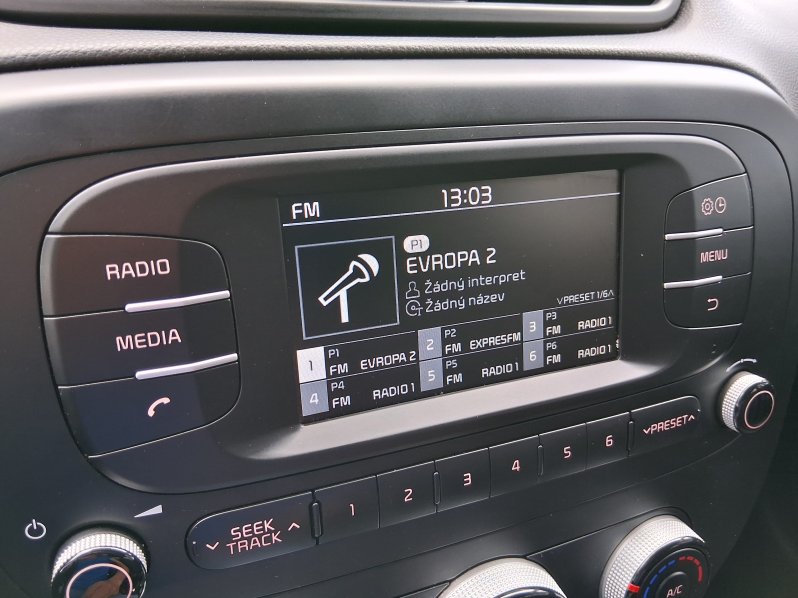 FM 13:03
P1
EVROPA 2
Žádný interpret
Žádný název
PRESET 1/6
1 P1 FM EVROPA 2
2 P2 FM EXPRESFM
3 P3 FM RADIO 1
4 P4 FM RADIO 1
5 P5 FM RADIO 1
6 P6 FM RADIO 1
RADIO
MEDIA
MENU
SEEK
TRACK
1 2 3 4 5 6
PRESET
A/C